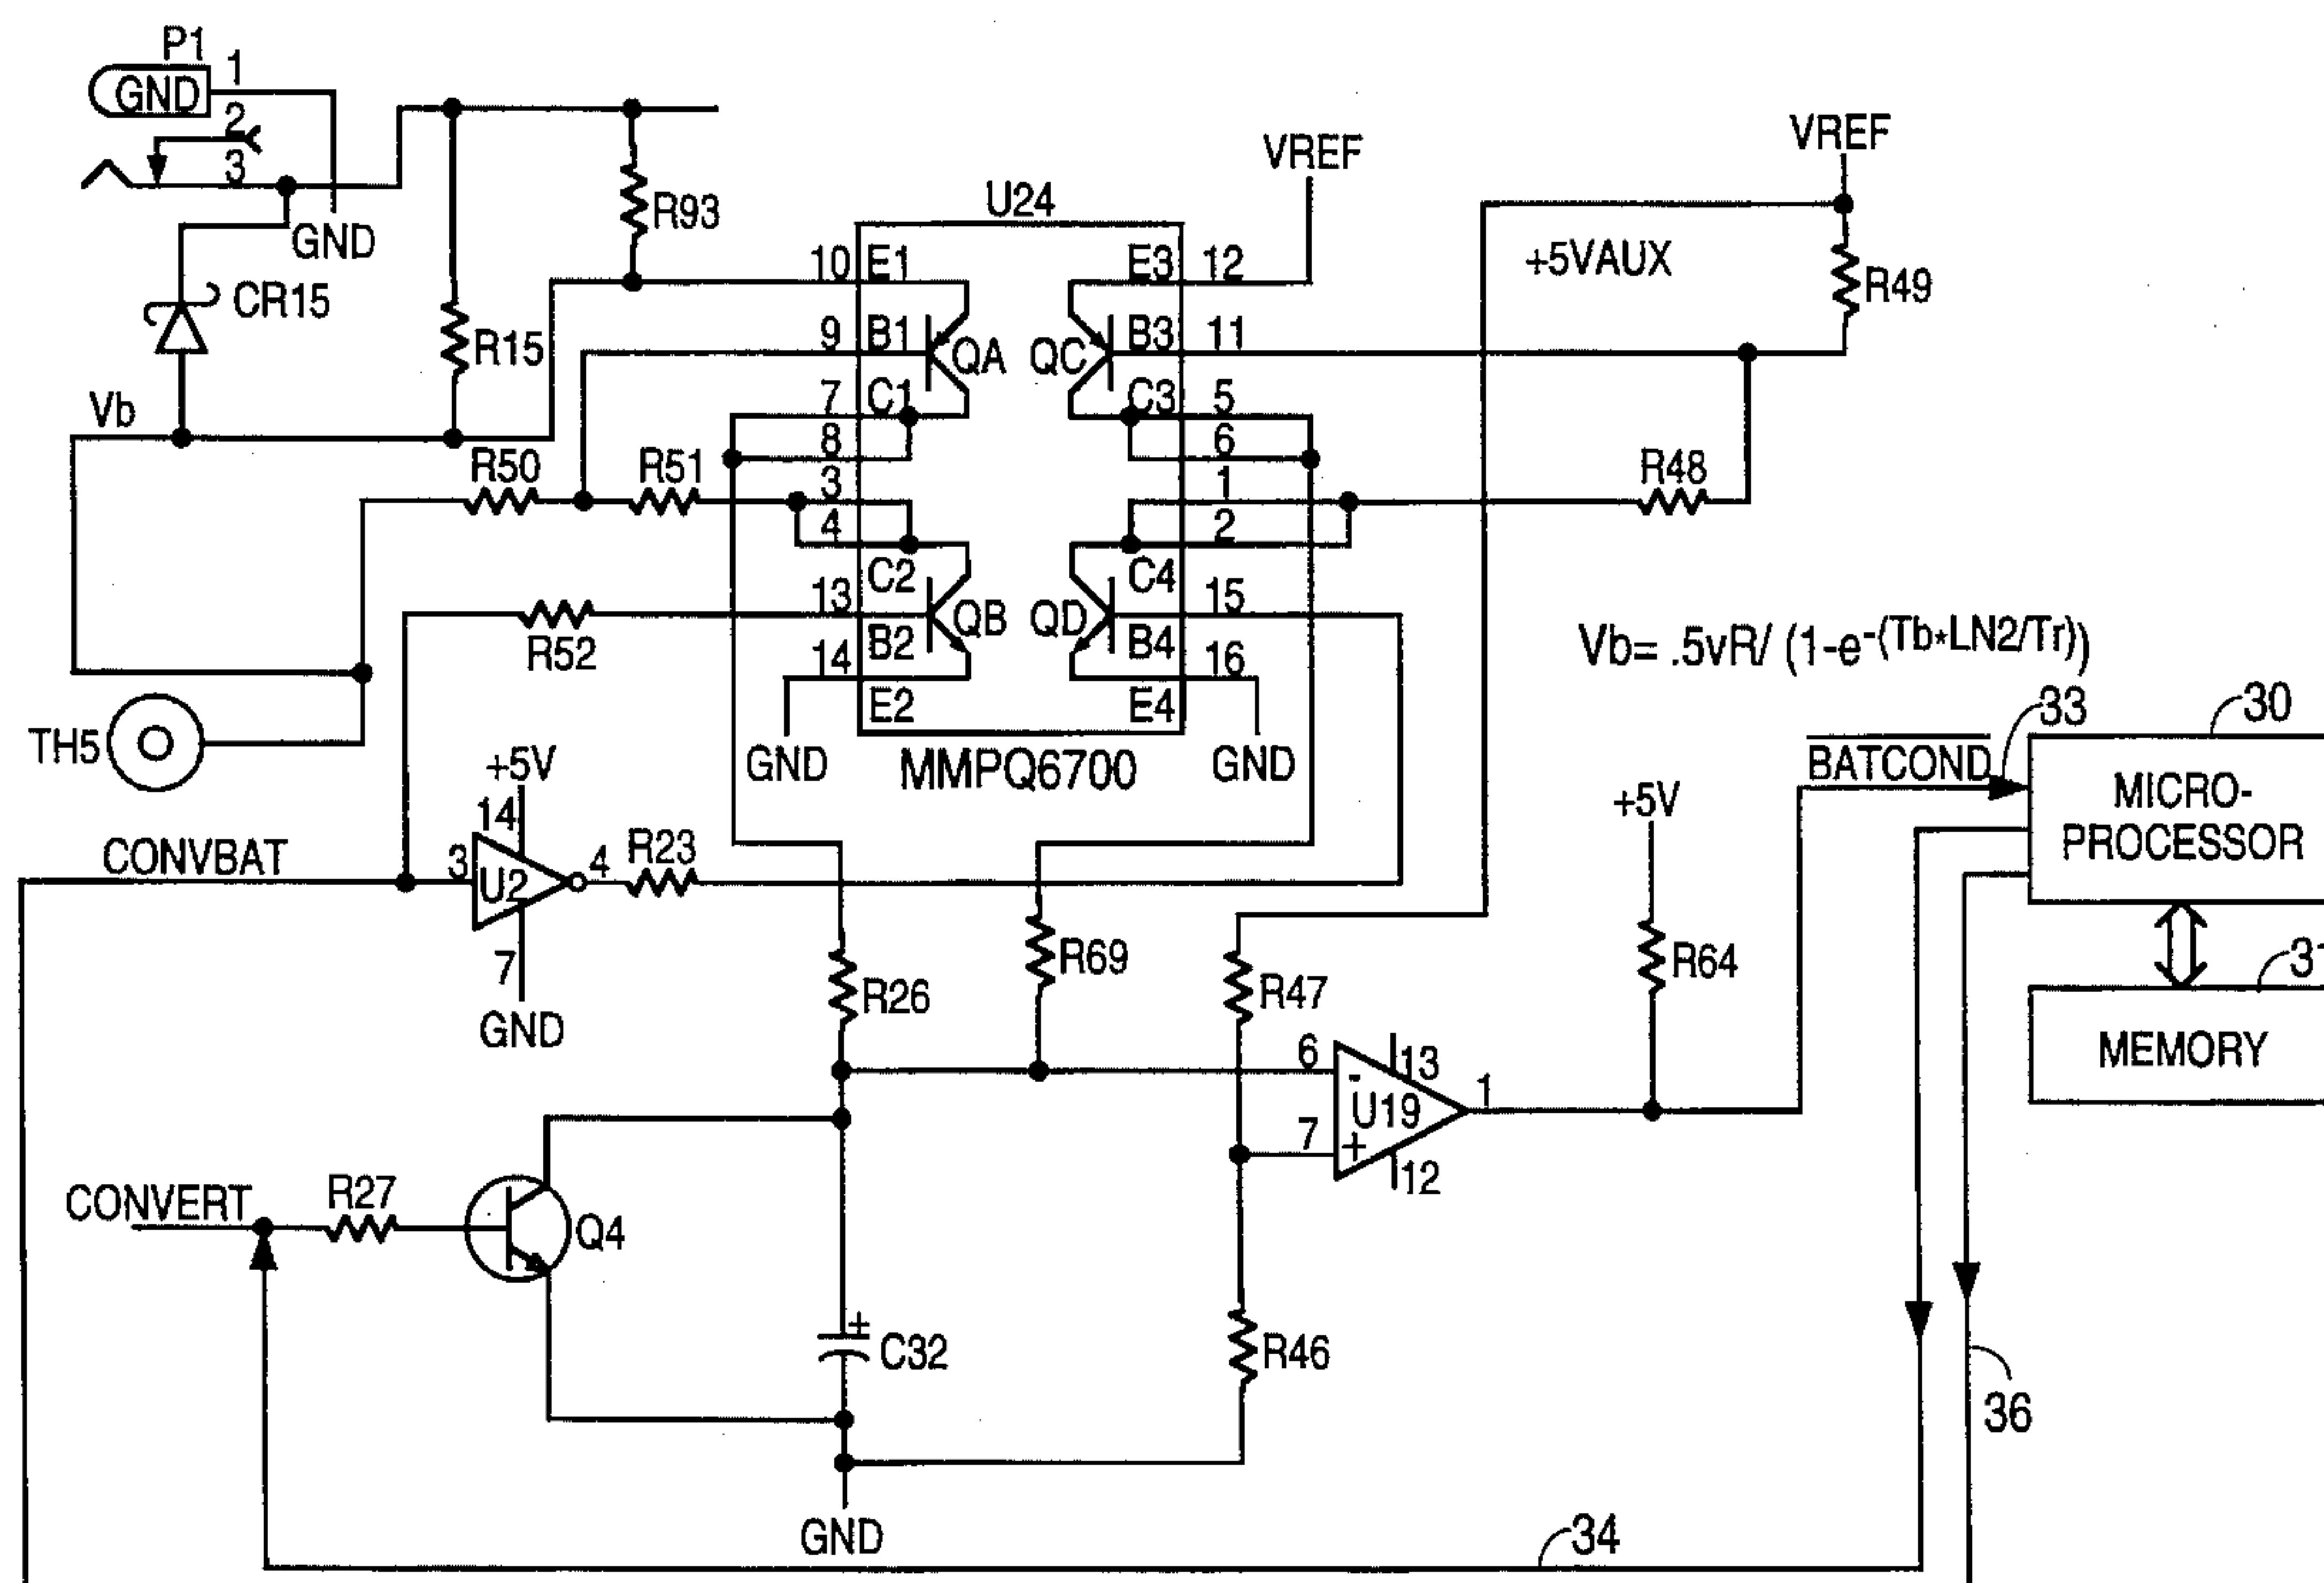 P1
GND
1
2
3
GND
CR15
R15
R93
Vb
R50
R51
U24
VREF
VREF
+5VAUX
R49
10
E1
E3
12
9
B1
QA
QC
B3
11
7
C1
C3
5
8
6
3
1
4
2
C2
C4
R48
13
QB
QD
15
R52
B2
B4
14
16
E2
E4
GND
MMPQ6700
GND
TH5
Vb= .5vR/ (1-e-(Tb*LN2/Tr))
33
30
BATCOND
MICRO-
PROCESSOR
31
MEMORY
+5V
14
CONVBAT
3
U2
4
R23
7
GND
R26
R69
R47
+5V
R64
6
-
13
U19
1
7
+
12
CONVERT
R27
Q4
+
C32
R46
36
GND
34